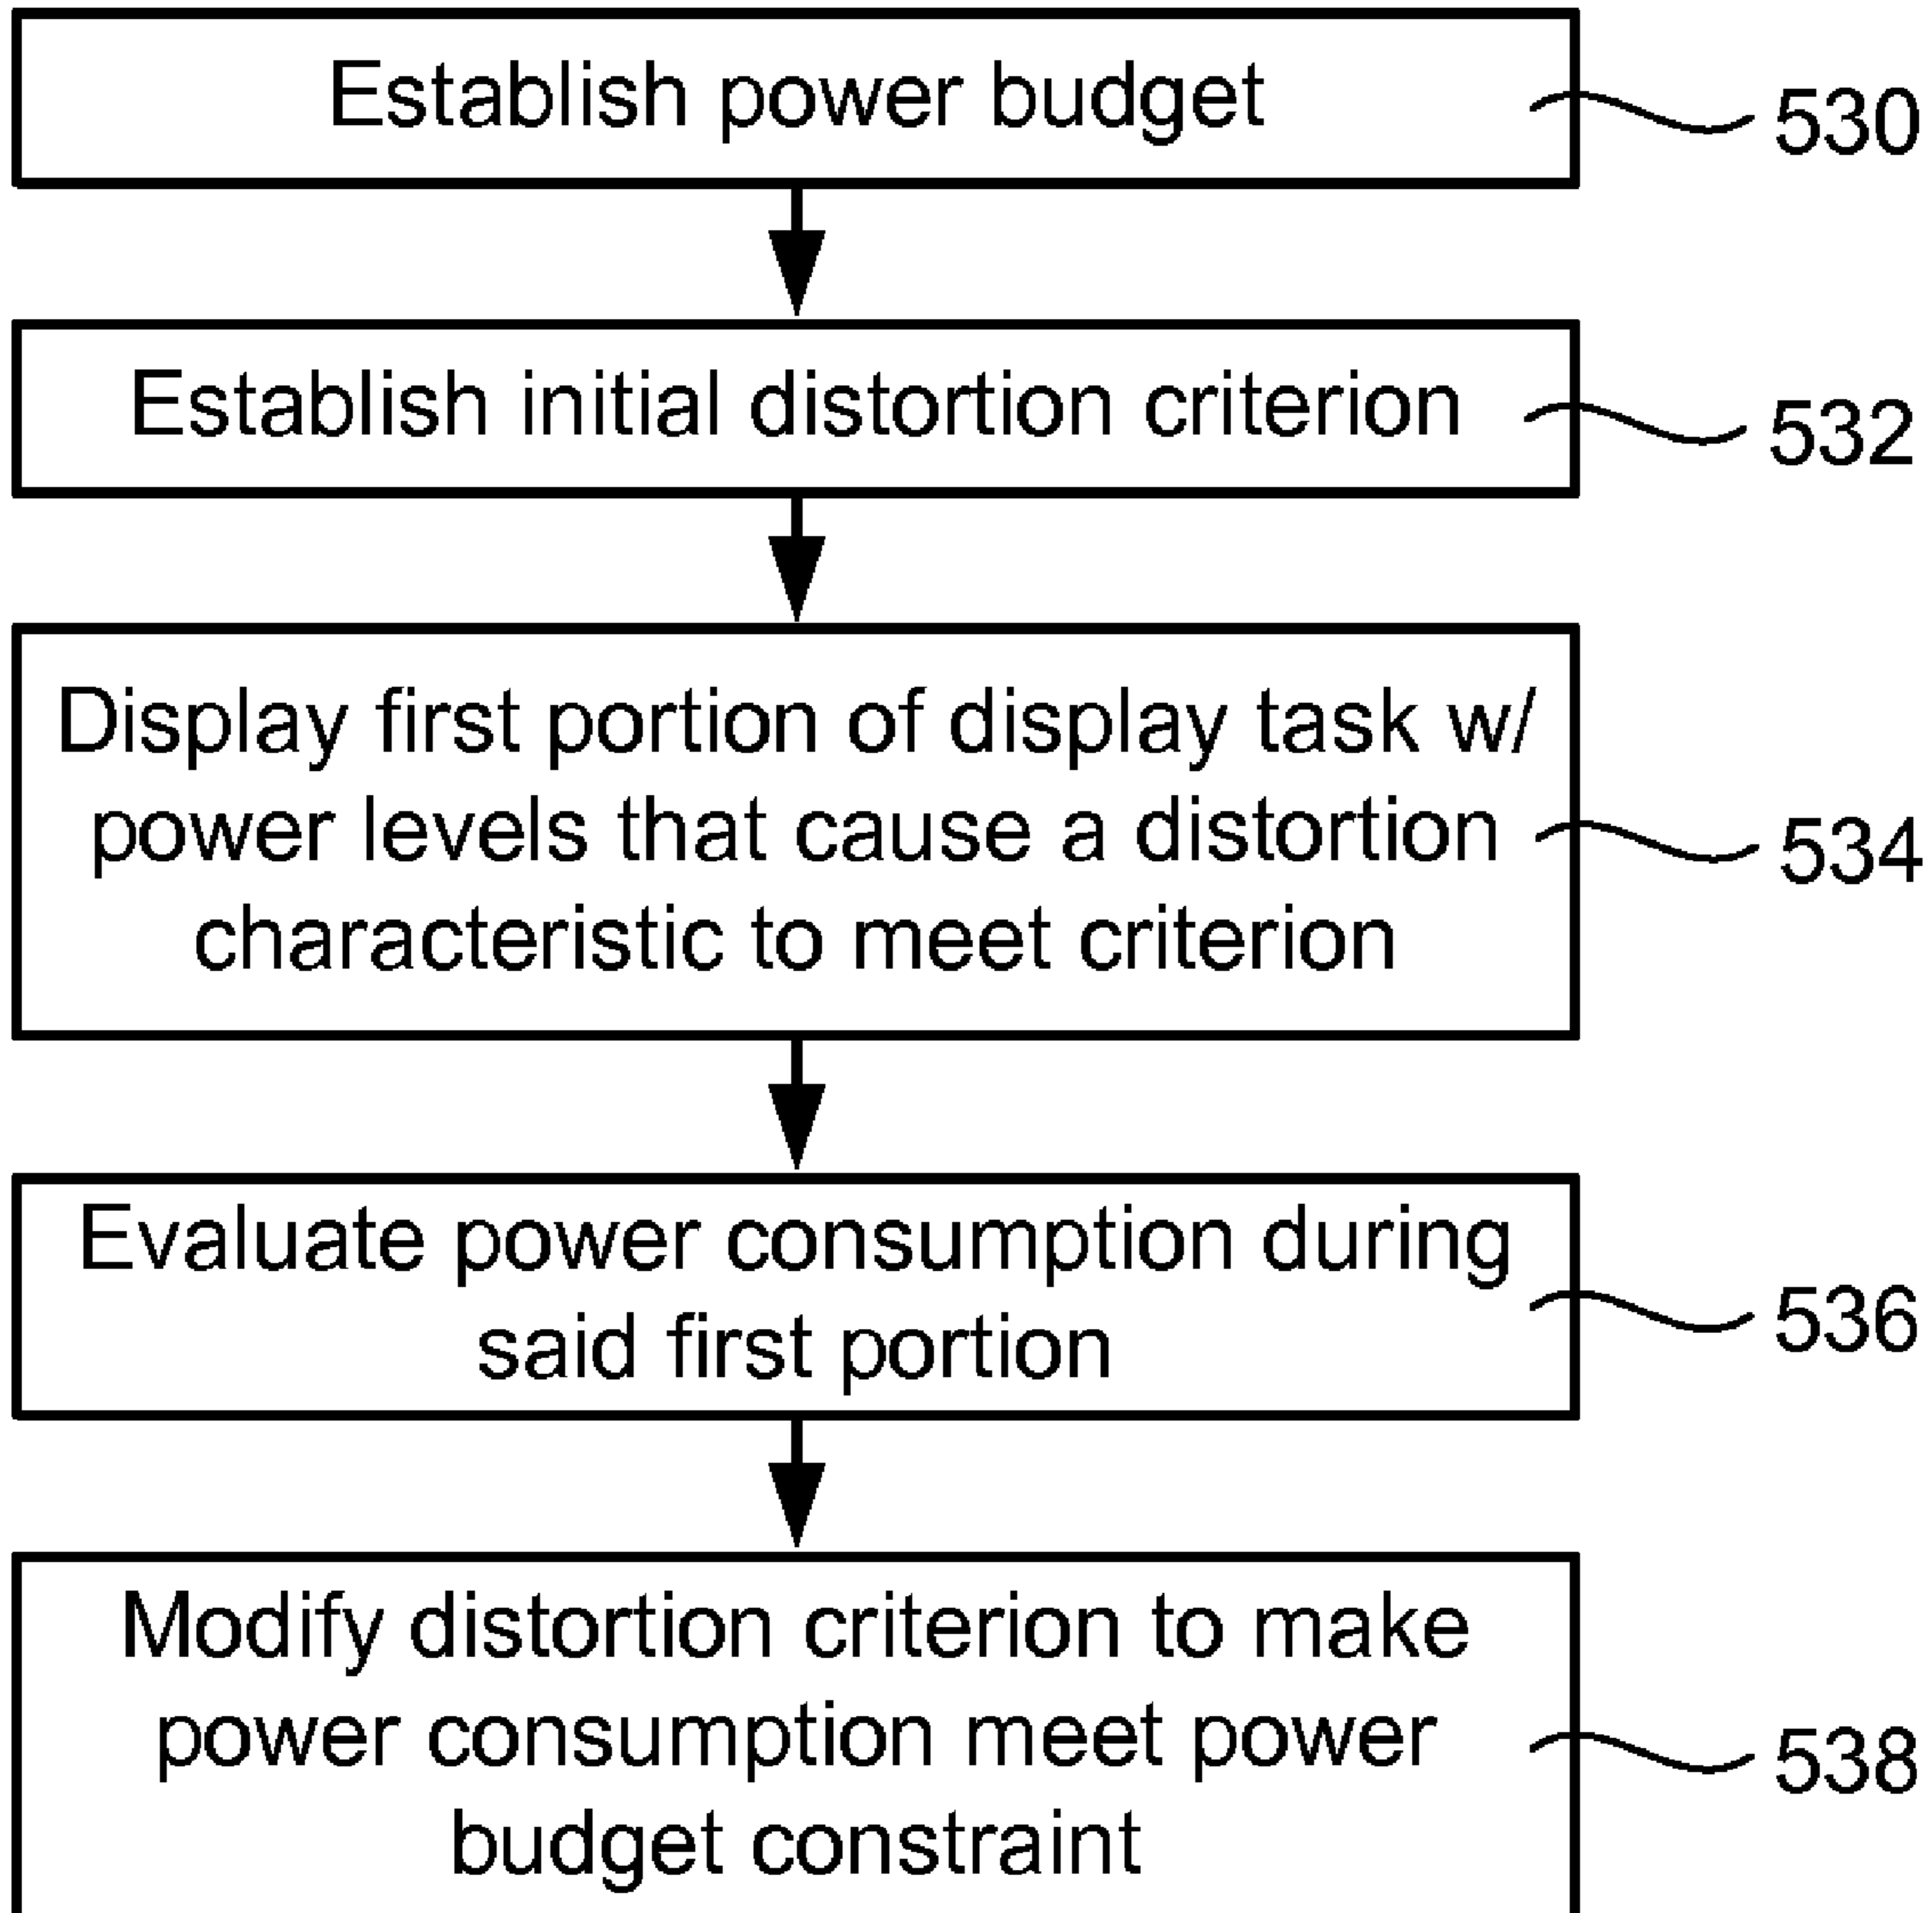 Establish power budget
530
Establish initial distortion criterion
532
Display first portion of display task w/
power levels that cause a distortion
characteristic to meet criterion
534
Evaluate power consumption during
said first portion
536
Modify distortion criterion to make
power consumption meet power
budget constraint
538